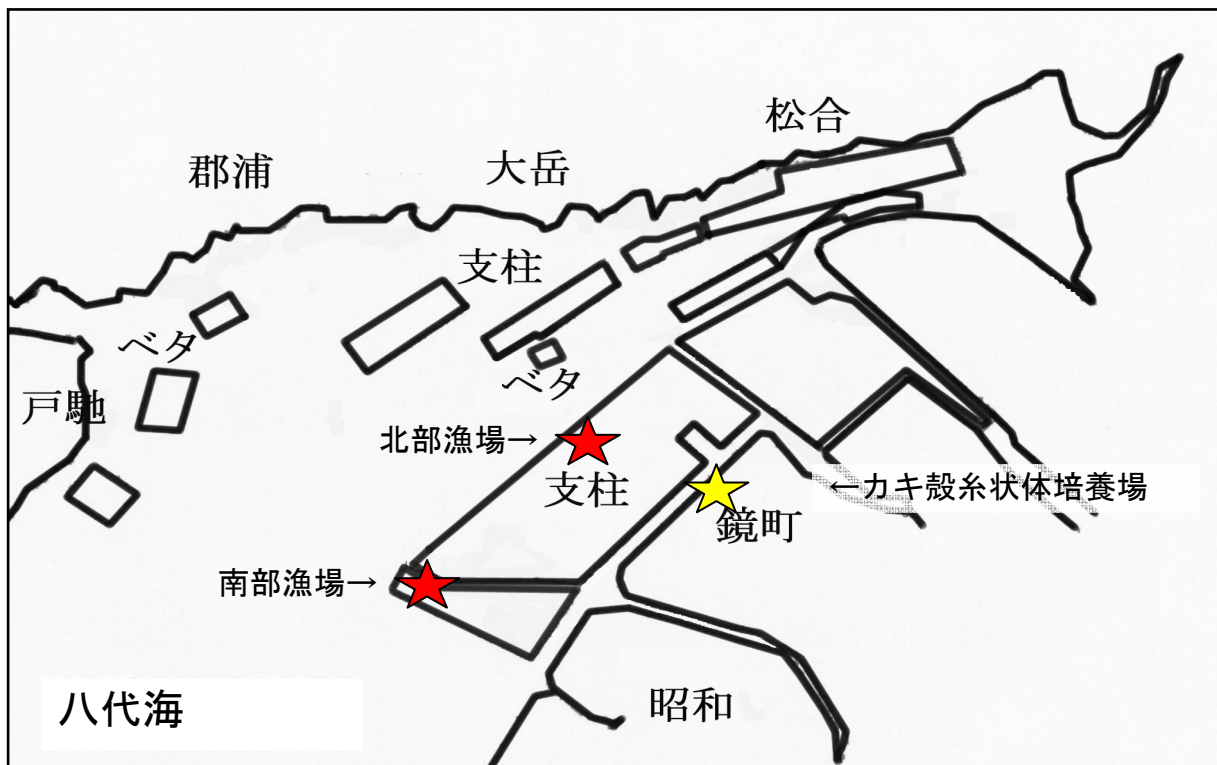 松合
郡浦
大岳
支柱
ベタ
ベタ
戸馳
北部漁場→
支柱
←カキ殻糸状体培養場
鏡町
南部漁場→
昭和
八代海